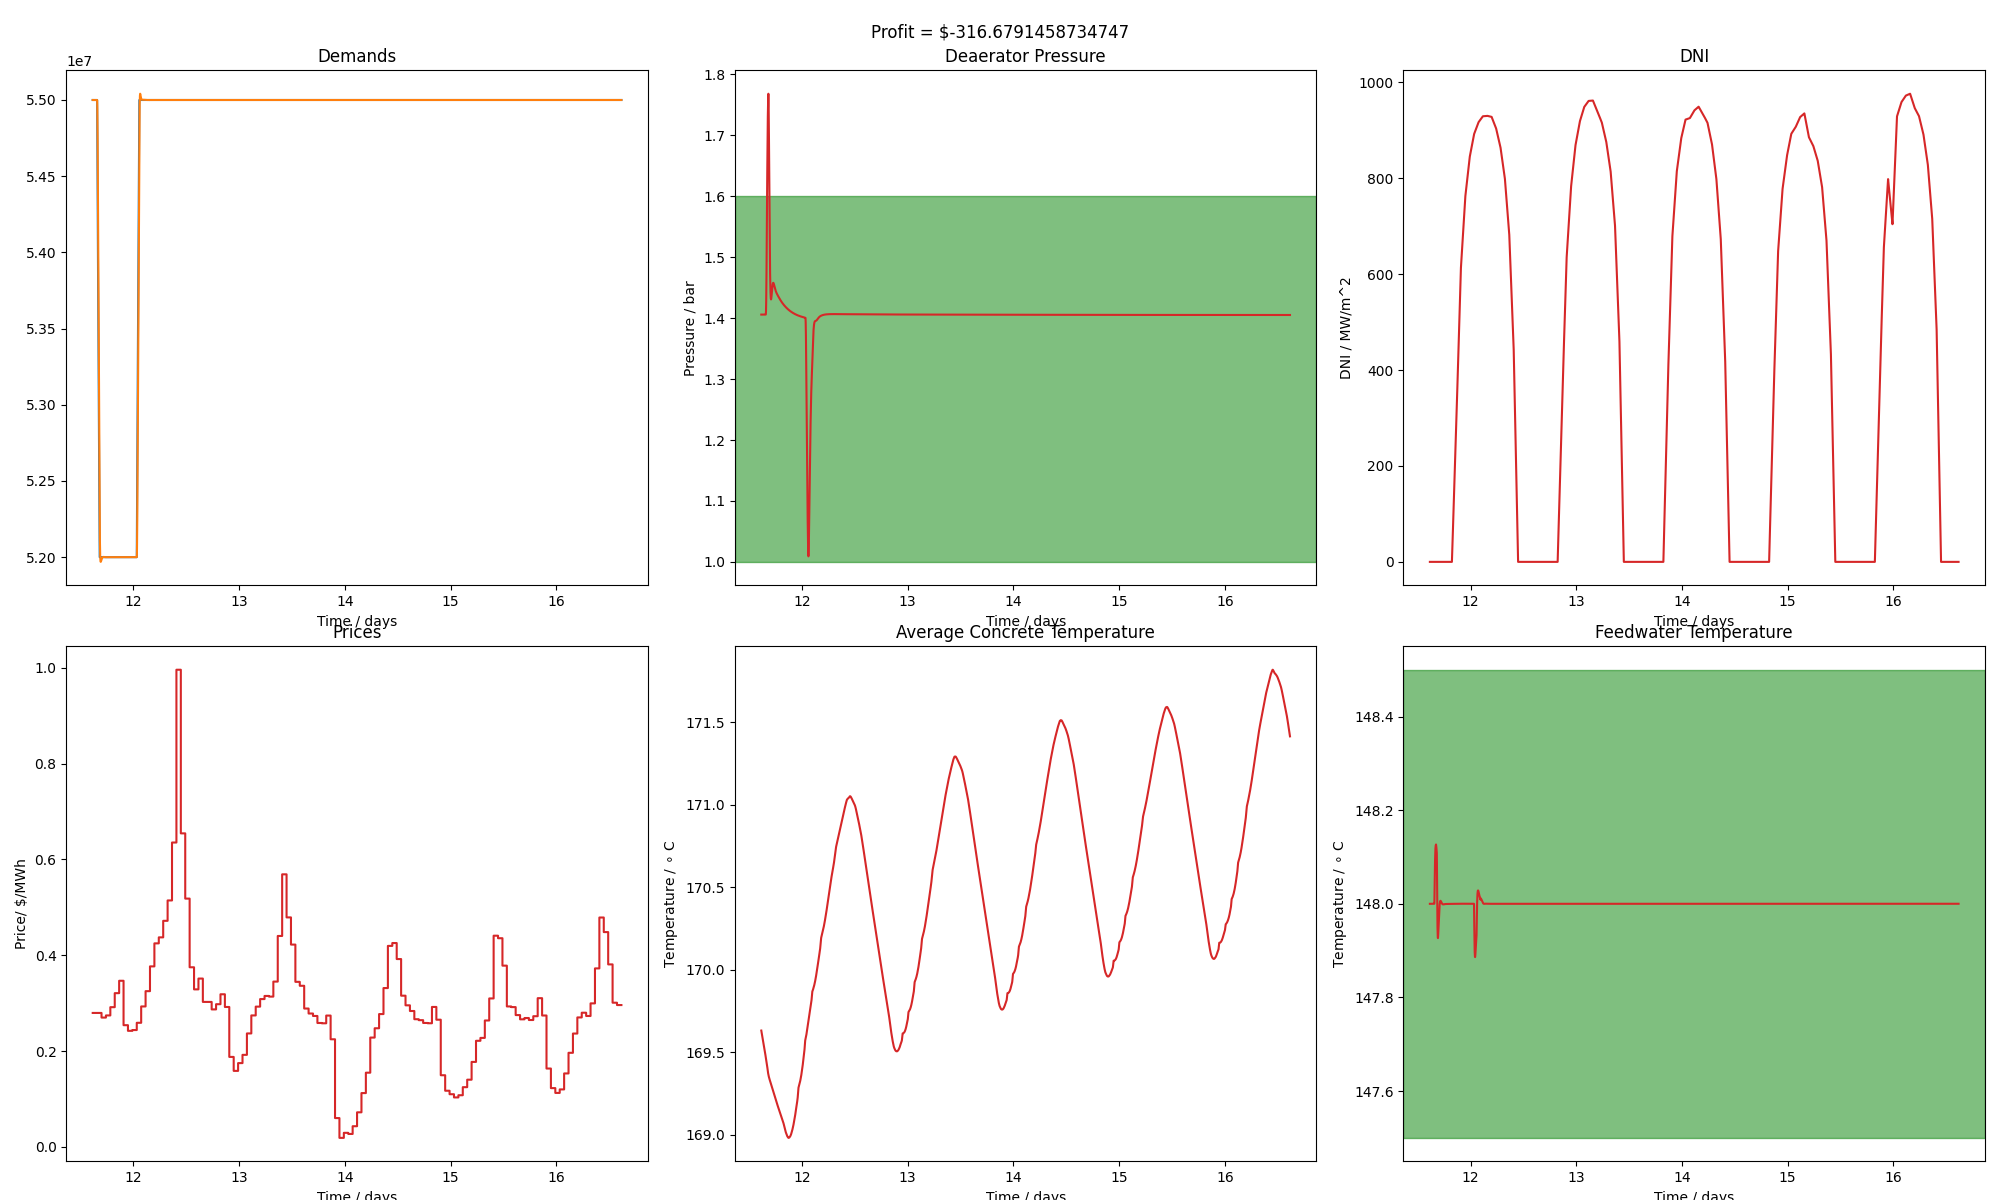 Profit = $-316.6791458734747
Demands
1e7
5.50
5.45
5.40
5.35
5.30
5.25
5.20
12 13 14 15 16
Time / days
Deaerator Pressure
Pressure / bar
1.8
1.7
1.6
1.5
1.4
1.3
1.2
1.1
1.0
12 13 14 15 16
Time / days
DNI
DNI / MW/m^2
1000
800
600
400
200
0
12 13 14 15 16
Time / days
Prices
Price/ $/MWh
1.0
0.8
0.6
0.4
0.2
0.0
12 13 14 15 16
Time / days
Average Concrete Temperature
Temperature / ∘ C
171.5
171.0
170.5
170.0
169.5
169.0
12 13 14 15 16
Time / days
Feedwater Temperature
Temperature / ∘ C
148.4
148.2
148.0
147.8
147.6
12 13 14 15 16
Time / days